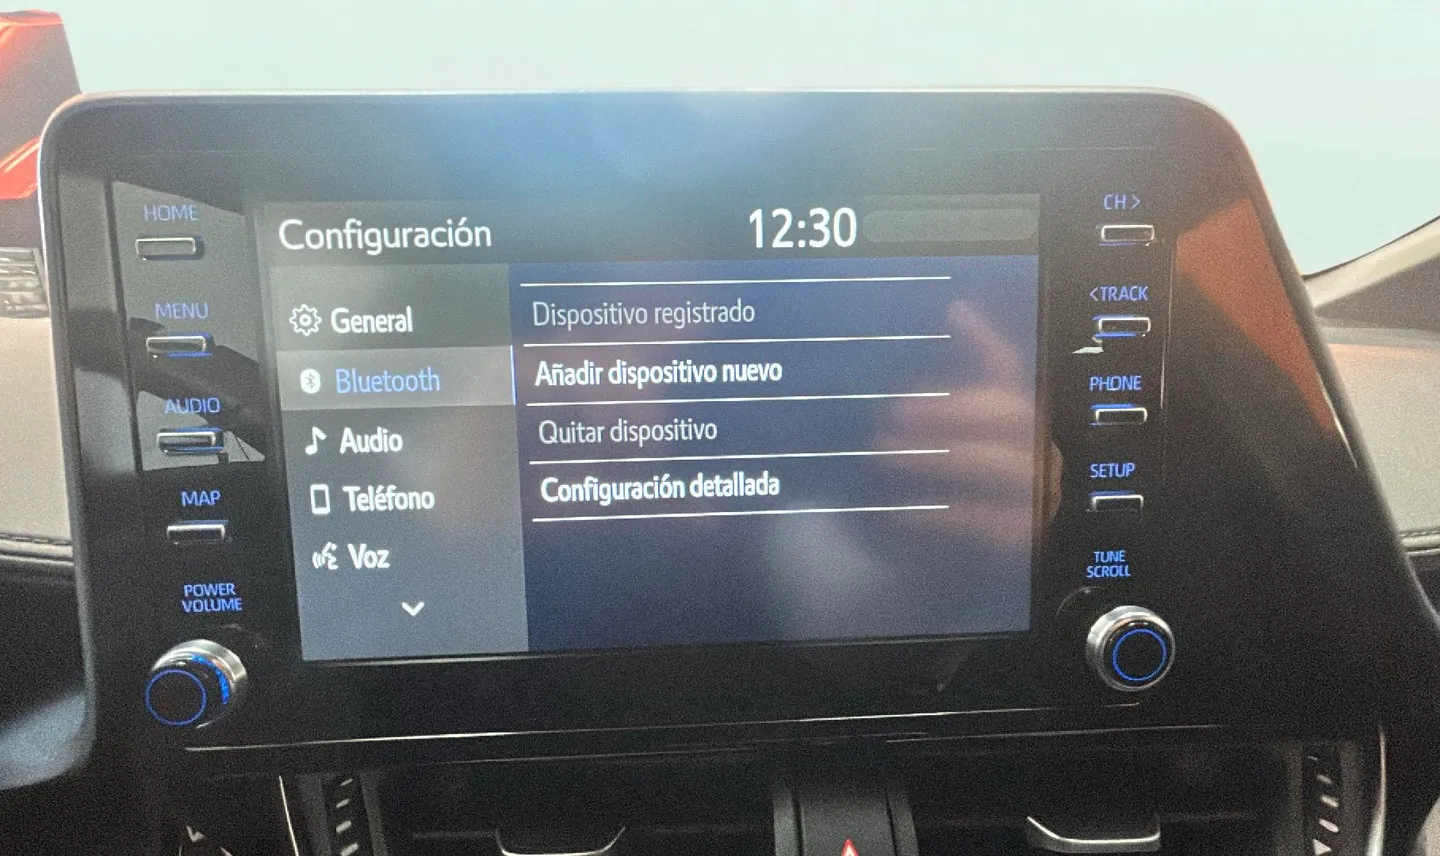 Configuración
12:30
General
Bluetooth
Audio
Teléfono
Voz
Dispositivo registrado
Añadir dispositivo nuevo
Quitar dispositivo
Configuración detallada
HOME
MENU
AUDIO
MAP
POWER
VOLUME
CH >
< TRACK
PHONE
SETUP
TUNE
SCROLL